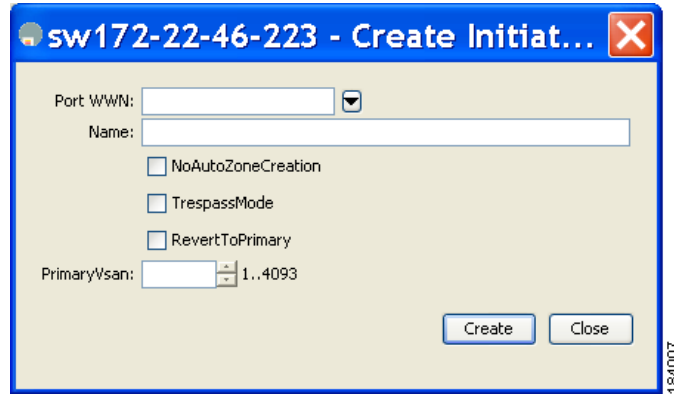 sw172-22-46-223 - Create Initiat...
Port WWN:
Name:
NoAutoZoneCreation
TrespassMode
RevertToPrimary
PrimaryVsan: 1..4093
Create Close
184007